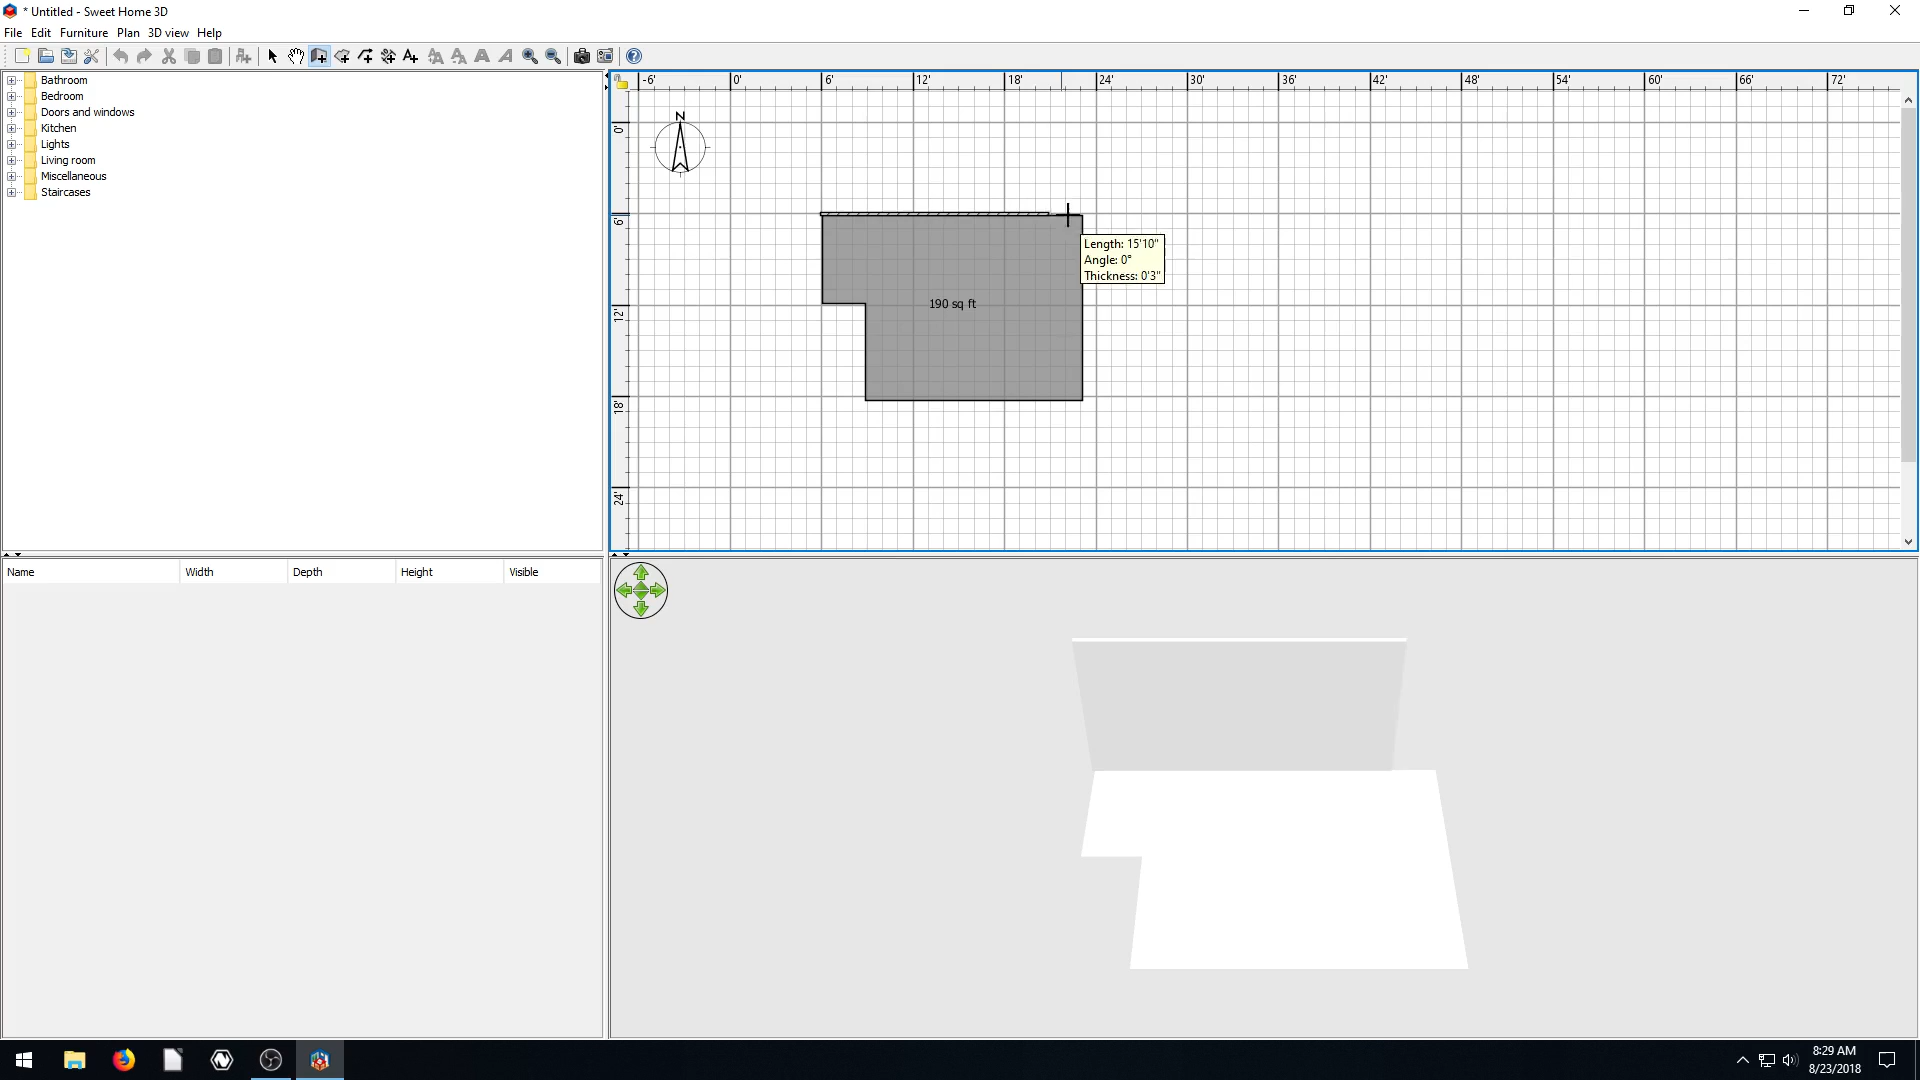 * Untitled - Sweet Home 3D
File Edit Furniture Plan 3D view Help
Bathroom
Bedroom
Doors and windows
Kitchen
Lights
Living room
Miscellaneous
Staircases
-6' 0' 6' 12' 18' 24' 30' 36' 42' 48' 54' 60' 66' 72'
0'
6'
12'
18'
24'
N
190 sq ft
Length: 15'10"
Angle: 0°
Thickness: 0'3"
Name Width Depth Height Visible
8:29 AM
8/23/2018